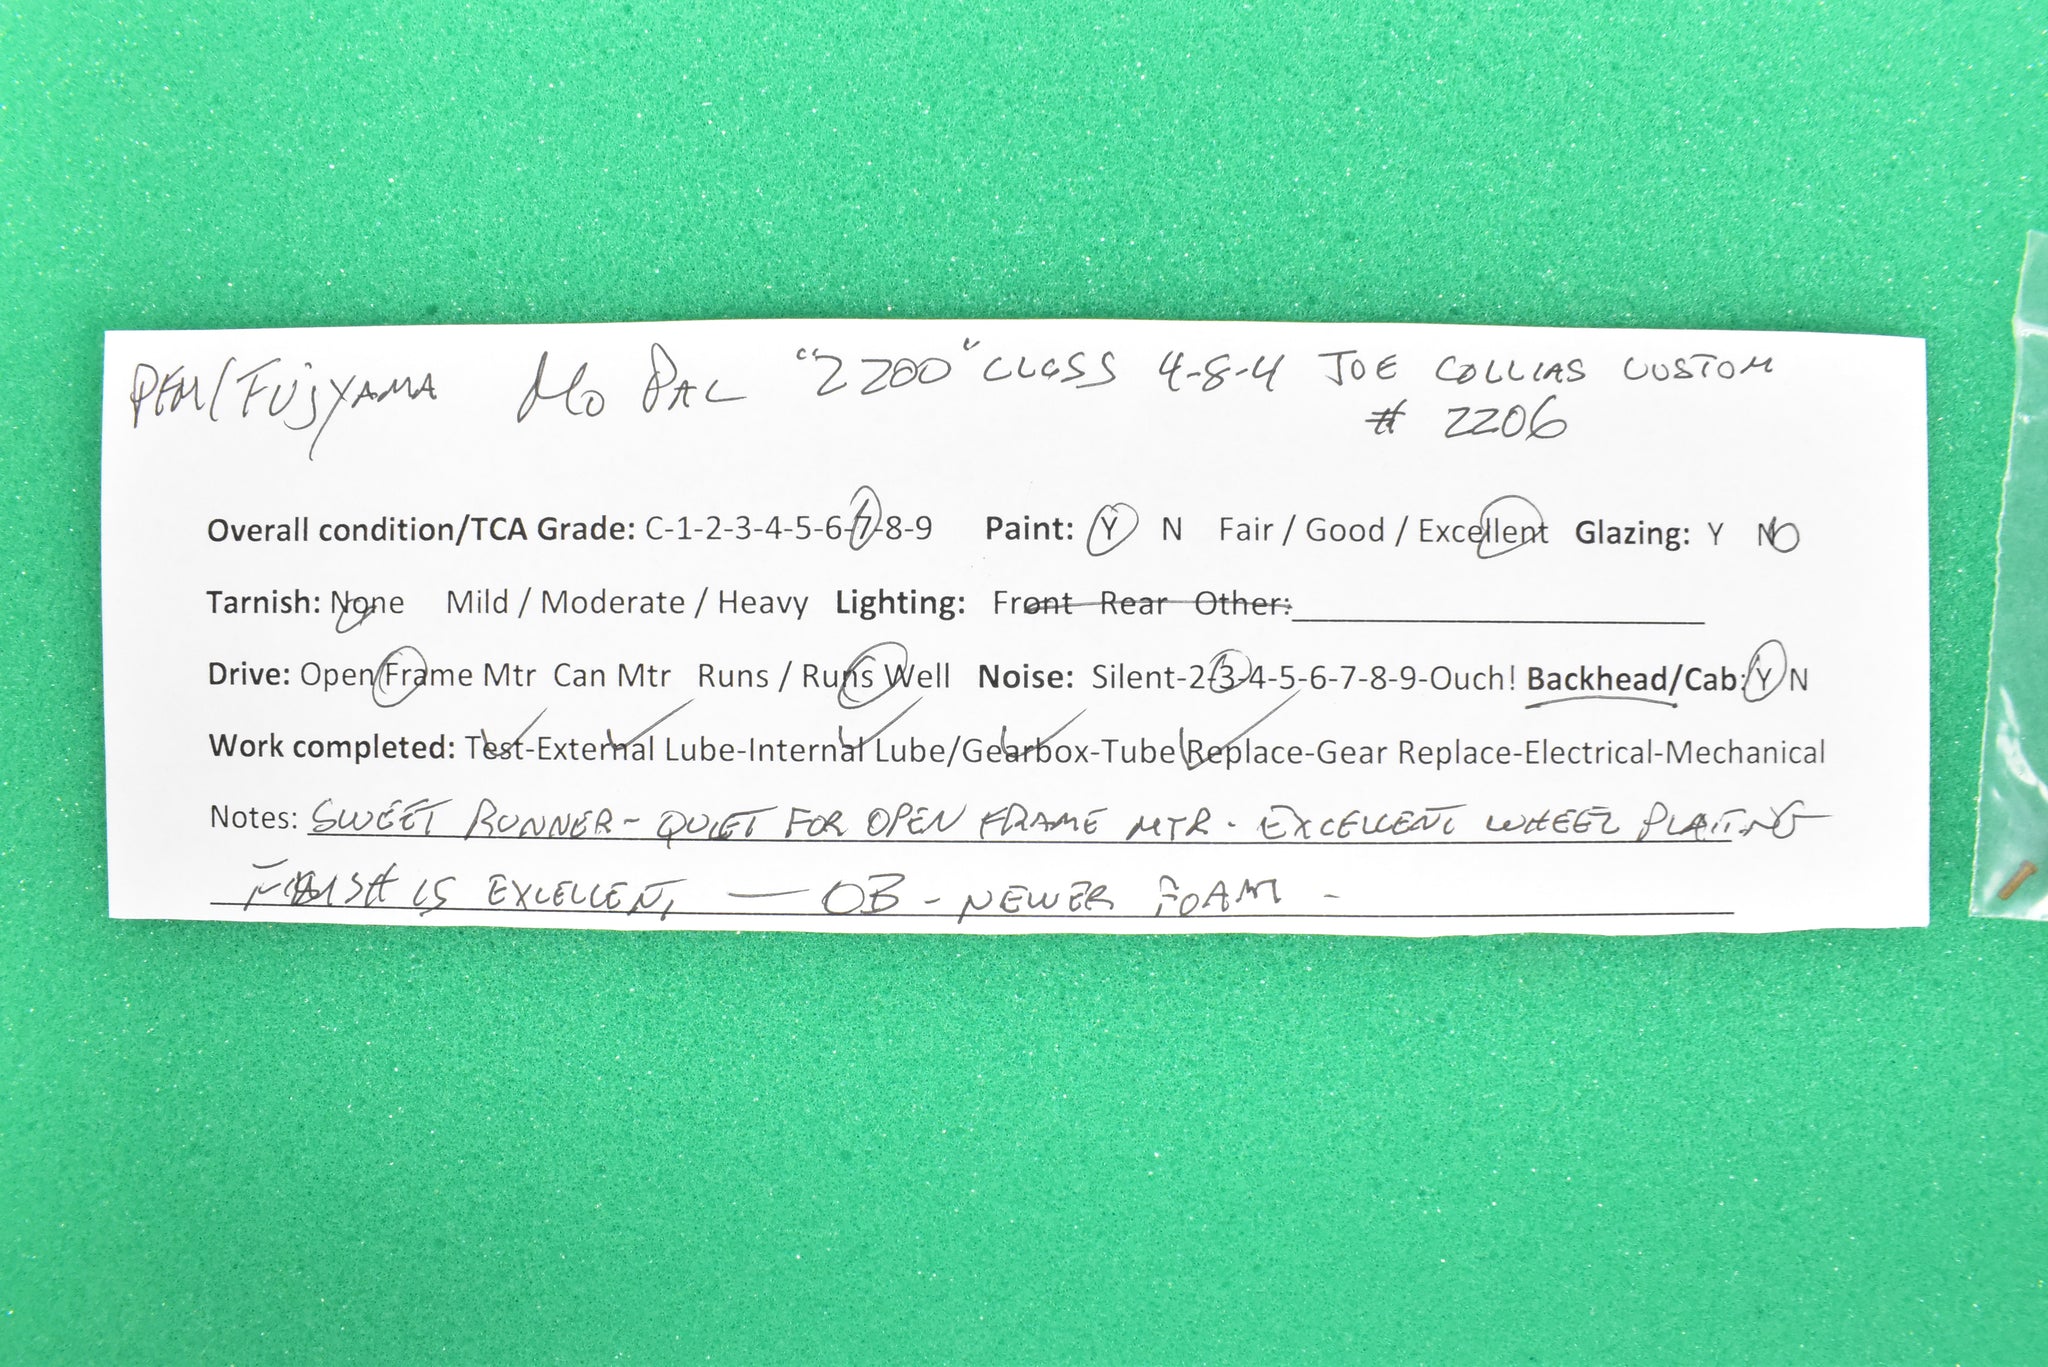 PFM/FUJIYAMA MO PAC "2200" CLASS 4-8-4 JOE COLLIAS CUSTOM
# 2206
Overall condition/TCA Grade: C-1-2-3-4-5-6-7-8-9 Paint: Y N Fair / Good / Excellent Glazing: Y N
Tarnish: None Mild / Moderate / Heavy Lighting: Front Rear Other:
Drive: Open Frame Mtr Can Mtr Runs / Runs Well Noise: Silent-2-3-4-5-6-7-8-9-Ouch! Backhead/Cab: Y N
Work completed: Test-External Lube-Internal Lube/Gearbox-Tube Replace-Gear Replace-Electrical-Mechanical
Notes: SWEET RUNNER - QUIET FOR OPEN FRAME MTR - EXCELLENT WHEEL PLATING
FINISH IS EXCELLENT — OB - NEWER FOAM -